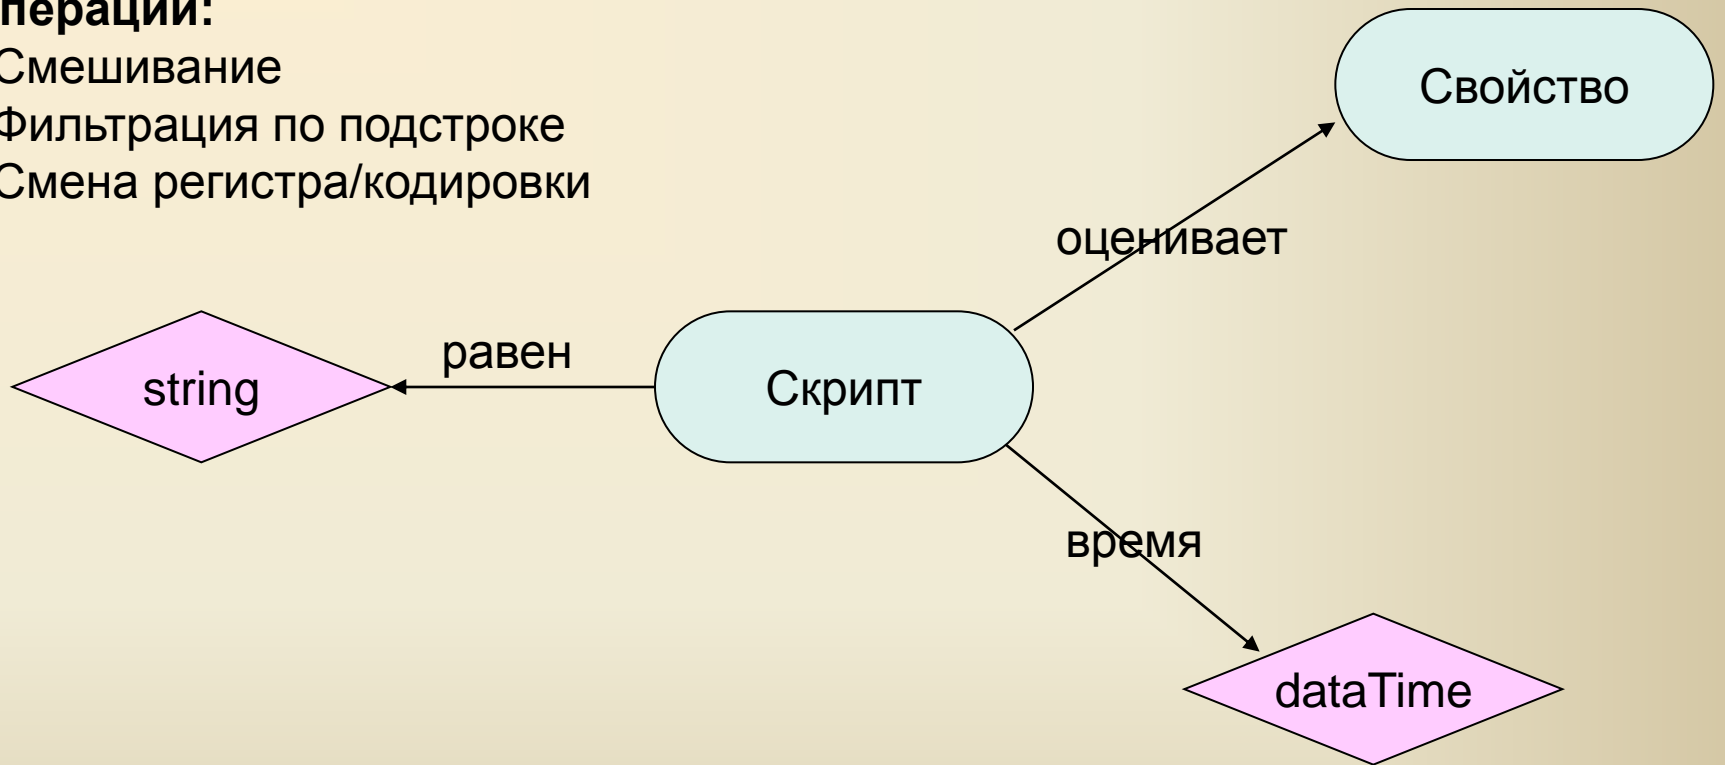 перации:
Смешивание
Фильтрация по подстроке
Смена регистра/кодировки
Свойство
оценивает
равен
string
Скрипт
время
dataTime